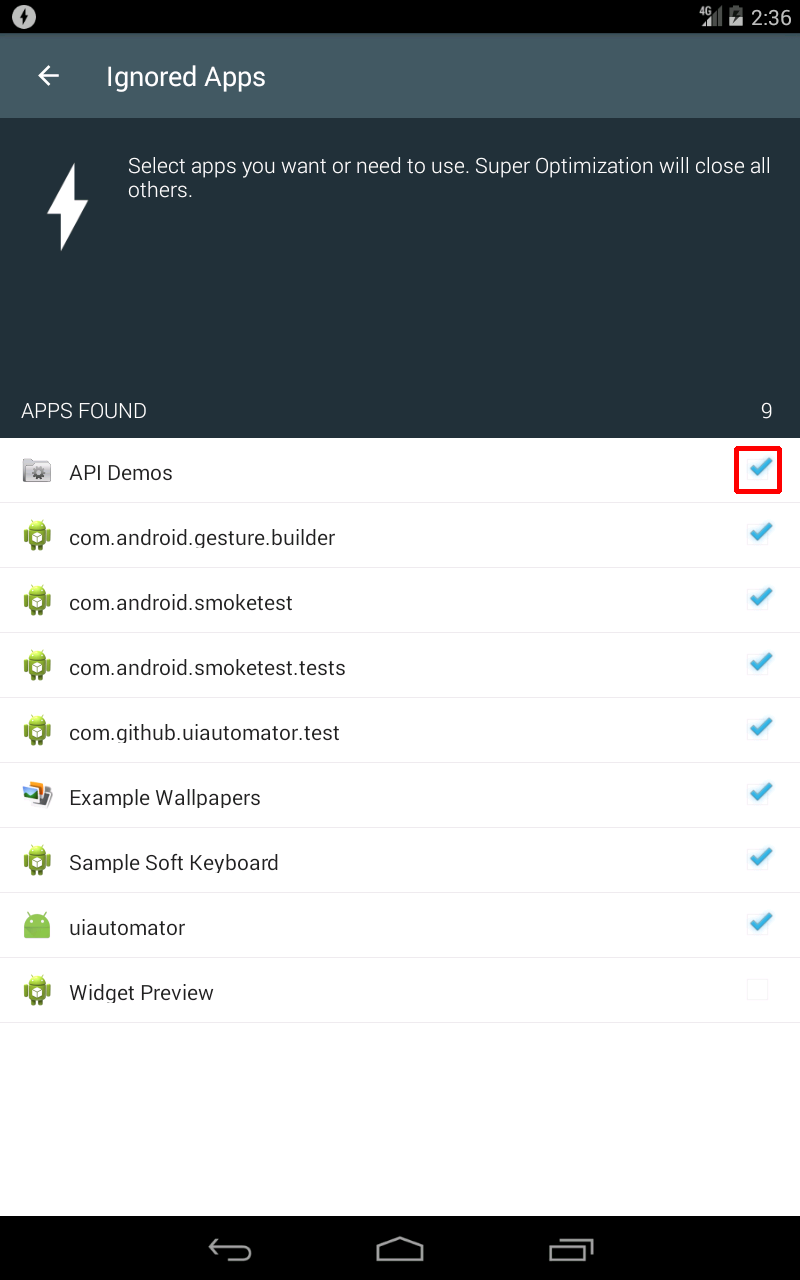 4G 2:36
Ignored Apps
Select apps you want or need to use. Super Optimization will close all
others.
APPS FOUND 9
API Demos
com.android.gesture.builder
com.android.smoketest
com.android.smoketest.tests
com.github.uiautomator.test
Example Wallpapers
Sample Soft Keyboard
uiautomator
Widget Preview